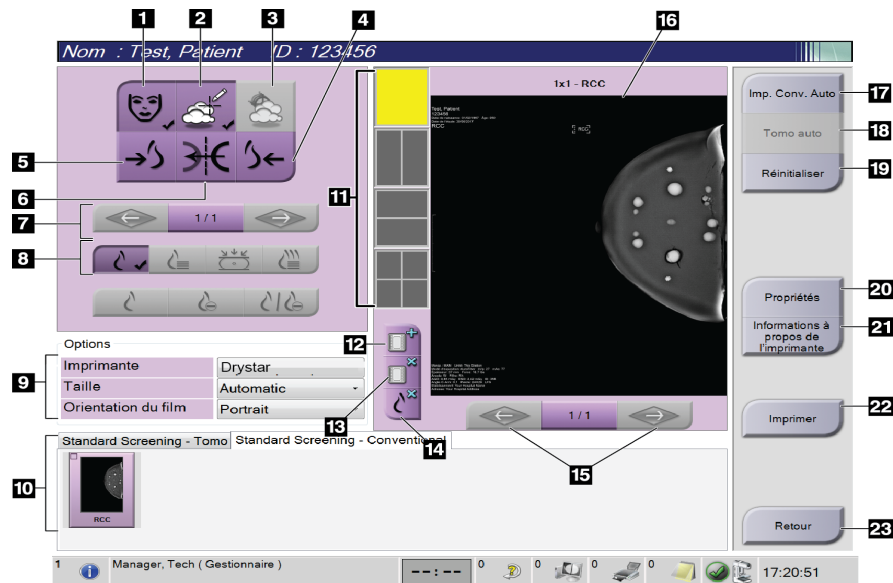 1
2
3
4
16
Nom : Test, Patient ID : 123456
1x1 - RCC
Test, Patient
123456
RCC
RCC
5
6
7
1/1
8
11
Options
9
Imprimante
Drystar
Taille
Automatic
Orientation du film
Portrait
12
13
14
1/1
15
Imp. Conv. Auto
17
Tomo auto
18
Réinitialiser
19
Propriétés
20
Informations à
propos de
l'imprimante
21
Imprimer
22
Retour
23
10
Standard Screening - Tomo
Standard Screening - Conventional
RCC
1
Manager, Tech ( Gestionnaire )
--:--
0
0
0
0
17:20:51